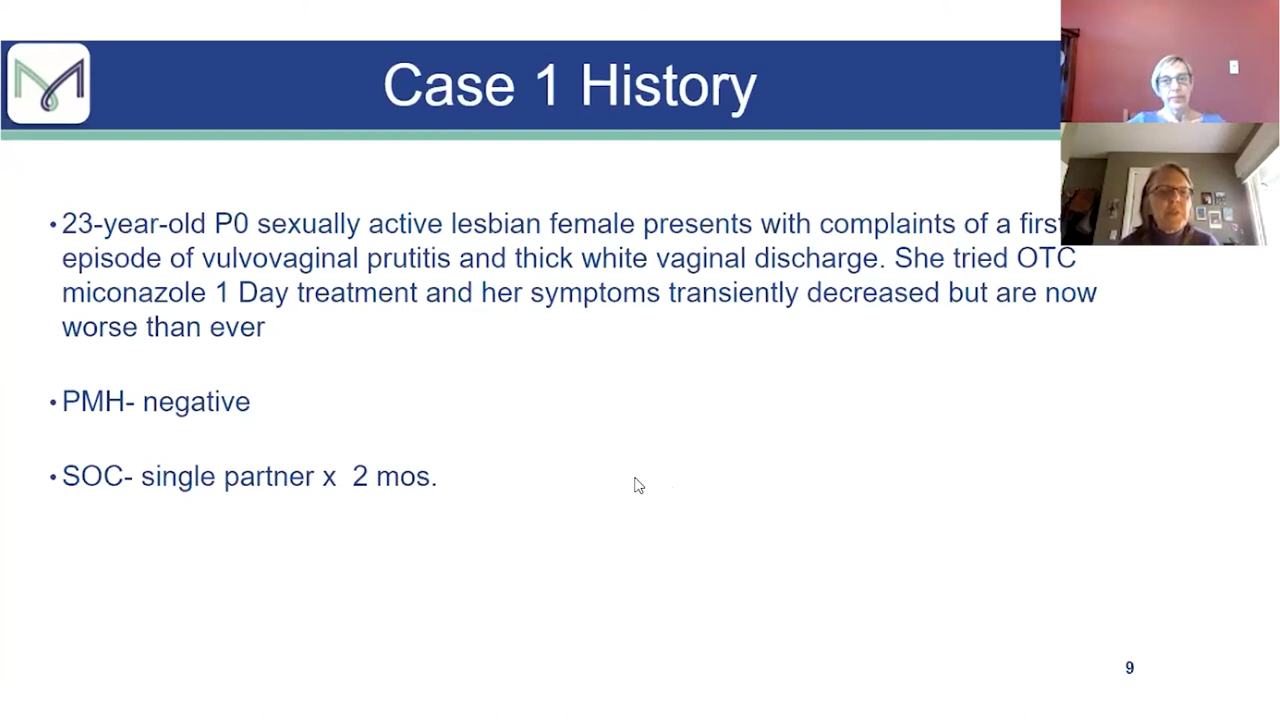 Case 1 History
•23-year-old P0 sexually active lesbian female presents with complaints of a first
episode of vulvovaginal prutitis and thick white vaginal discharge. She tried OTC
miconazole 1 Day treatment and her symptoms transiently decreased but are now
worse than ever
•PMH- negative
•SOC- single partner x 2 mos.
9